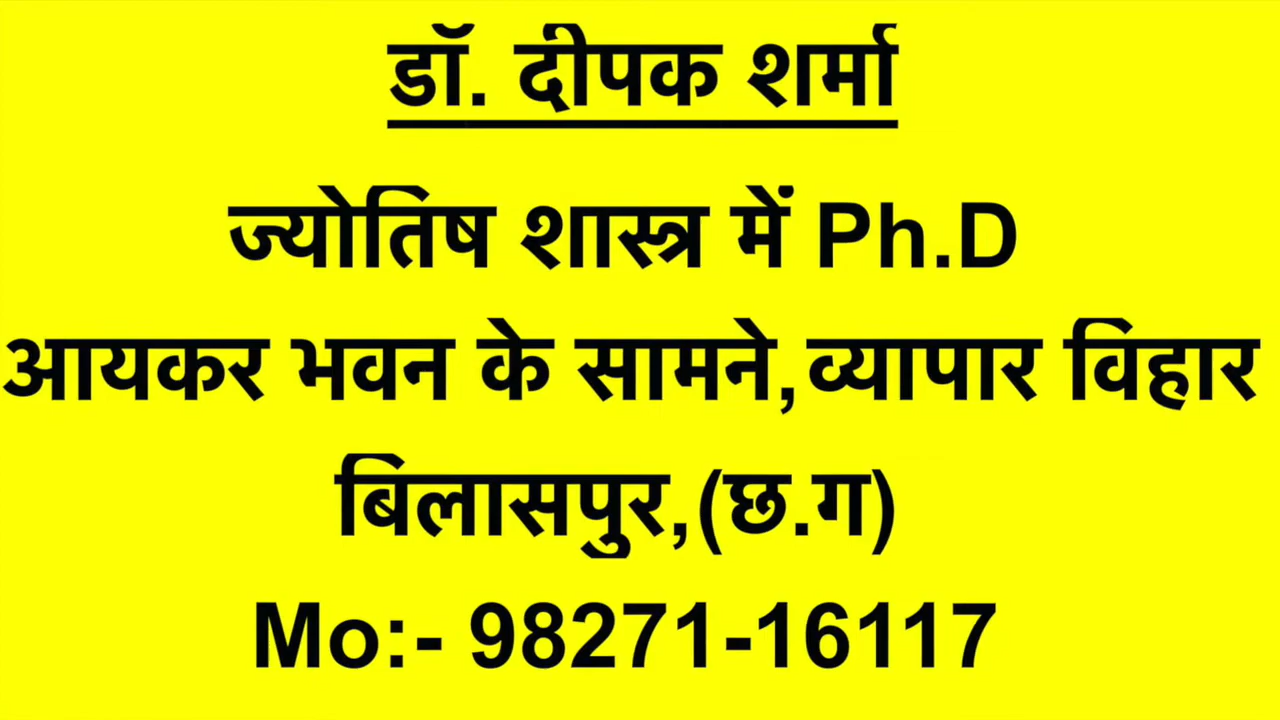 डॉ. दीपक शर्मा
ज्योतिष शास्त्र में Ph.D
आयकर भवन के सामने,व्यापार विहार
बिलासपुर,(छ.ग)
Mo:- 98271-16117